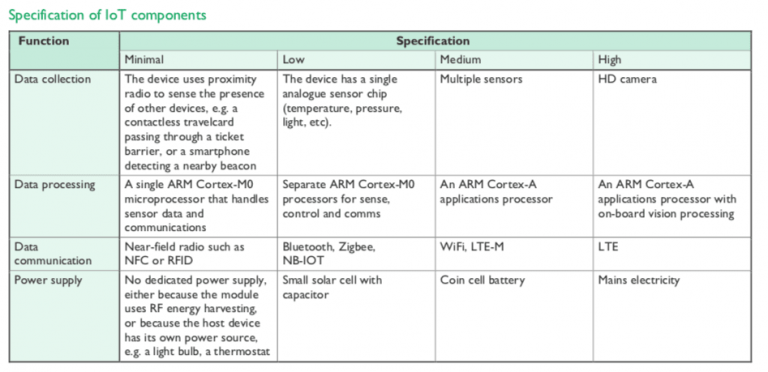 Specification of IoT components
Function
Specification
Minimal
Low
Medium
High
Data collection
The device uses proximity
radio to sense the presence
of other devices, e.g. a
contactless travelcard
passing through a ticket
barrier, or a smartphone
detecting a nearby beacon
The device has a single
analogue sensor chip
(temperature, pressure,
light, etc).
Multiple sensors
HD camera
Data processing
A single ARM Cortex-M0
microprocessor that handles
sensor data and
communications
Separate ARM Cortex-M0
processors for sense,
control and comms
An ARM Cortex-A
applications processor
An ARM Cortex-A
applications processor with
on-board vision processing
Data
communication
Near-field radio such as
NFC or RFID
Bluetooth, Zigbee,
NB-IOT
WiFi, LTE-M
LTE
Power supply
No dedicated power supply,
either because the module
uses RF energy harvesting,
or because the host device
has its own power source,
e.g. a light bulb, a thermostat
Small solar cell with
capacitor
Coin cell battery
Mains electricity